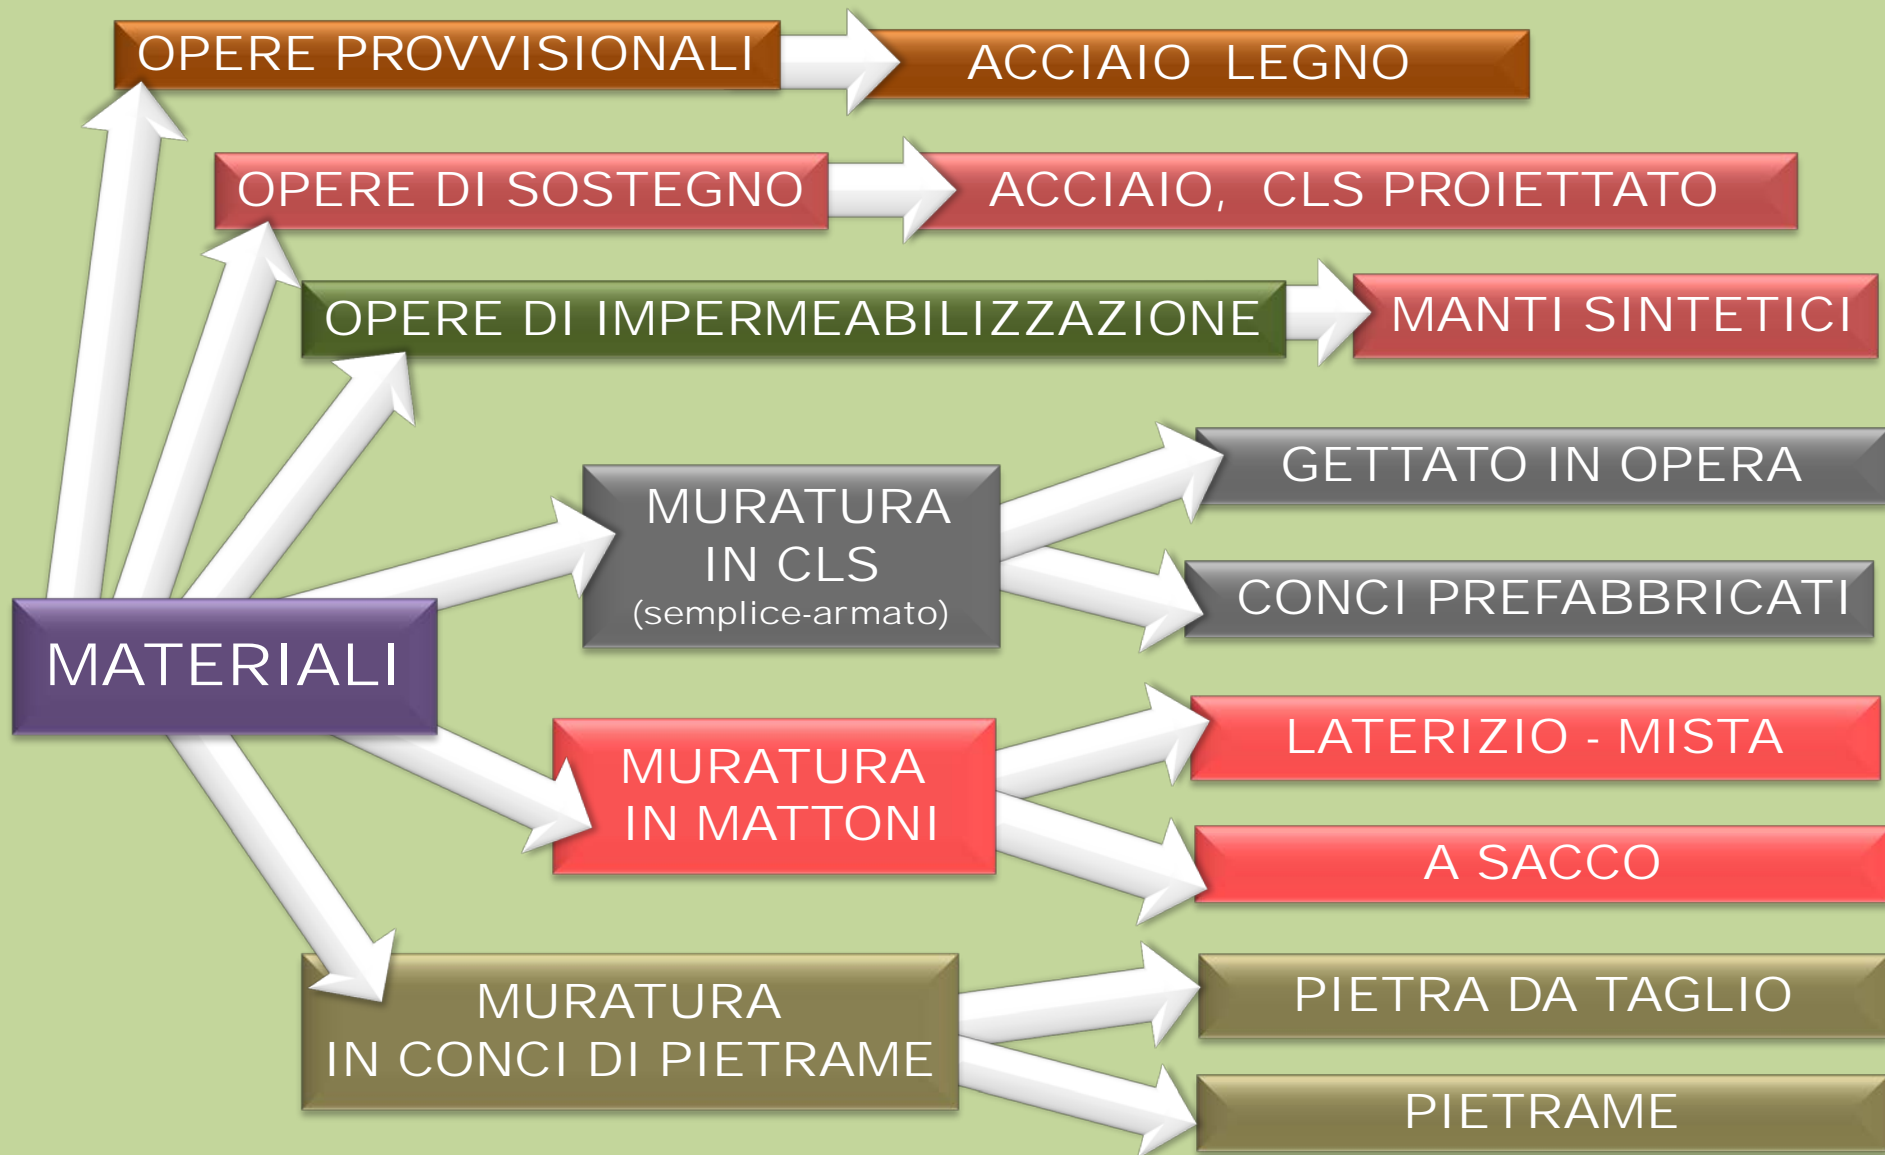 OPERE PROVVISIONALI
ACCIAIO LEGNO
OPERE DI SOSTEGNO
ACCIAIO, CLS PROIETTATO
OPERE DI IMPERMEABILIZZAZIONE
MANTI SINTETICI
MATERIALI
MURATURA
IN CLS
(semplice-armato)
GETTATO IN OPERA
CONCI PREFABBRICATI
MURATURA
IN MATTONI
LATERIZIO - MISTA
A SACCO
MURATURA
IN CONCI DI PIETRAME
PIETRA DA TAGLIO
PIETRAME